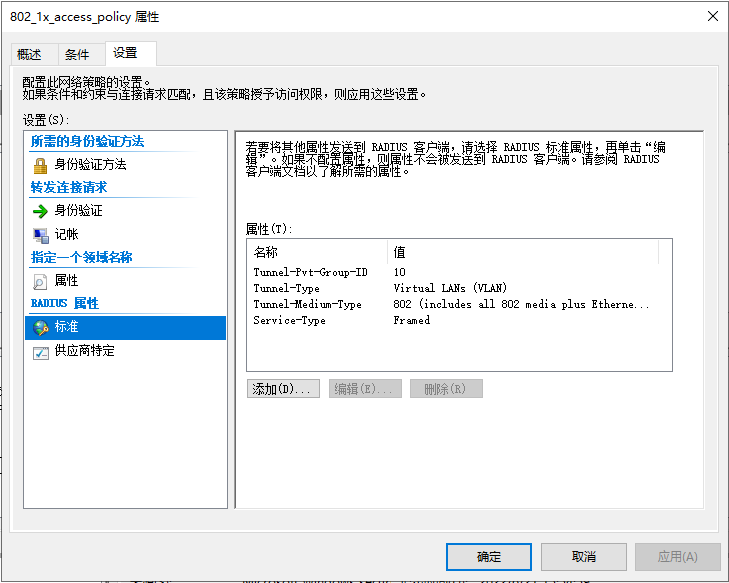 802_1x_access_policy 属性
概述 条件 设置
配置此网络策略的设置。
如果条件和约束与连接请求匹配，且该策略授予访问权限，则应用这些设置。
设置(S):
所需的身份验证方法
身份验证方法
转发连接请求
身份验证
记帐
指定一个领域名称
属性
RADIUS 属性
标准
供应商特定
若要将其他属性发送到 RADIUS 客户端，请选择 RADIUS 标准属性，再单击“编
辑”。如果不配置属性，则属性不会被发送到 RADIUS 客户端。请参阅 RADIUS
客户端文档以了解所需的属性。
属性(T):
名称 值
Tunnel-Pvt-Group-ID 10
Tunnel-Type Virtual LANs (VLAN)
Tunnel-Medium-Type 802 (includes all 802 media plus Etherne...
Service-Type Framed
添加(D)... 编辑(E)... 删除(R)
确定 取消 应用(A)